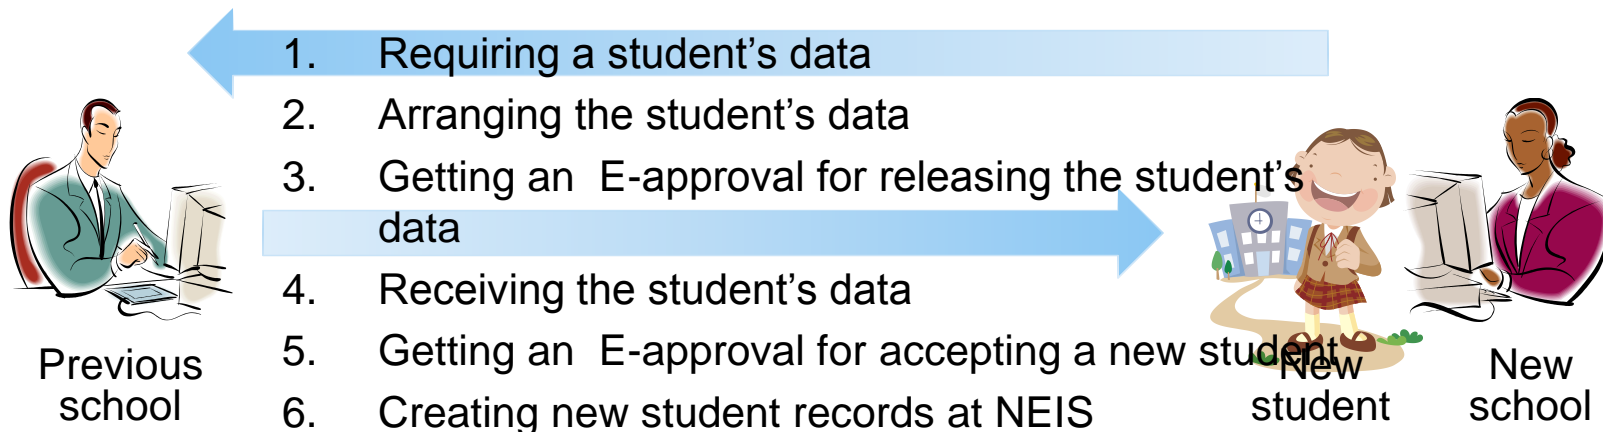 1. Requiring a student's data
2. Arranging the student's data
3. Getting an E-approval for releasing the student's
data
4. Receiving the student's data
5. Getting an E-approval for accepting a new student
6. Creating new student records at NEIS
Previous
school
New
student
New
school